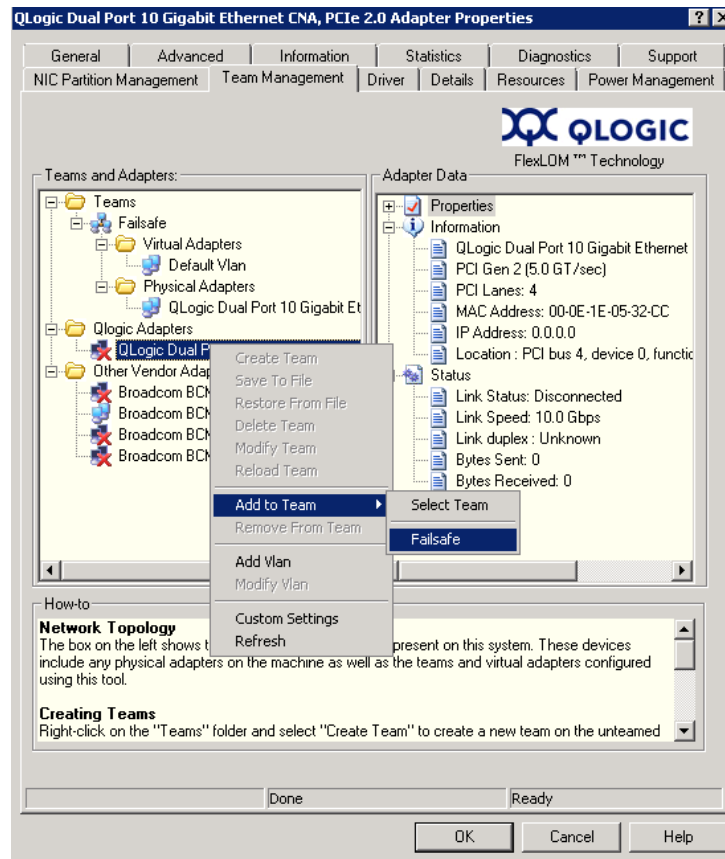 QLogic Dual Port 10 Gigabit Ethernet CNA, PCIe 2.0 Adapter Properties
General Advanced Information Statistics Diagnostics Support
NIC Partition Management Team Management Driver Details Resources Power Management
QLOGIC
FlexLOM ™ Technology
Teams and Adapters:
Teams
Failsafe
Virtual Adapters
Default Vlan
Physical Adapters
QLogic Dual Port 10 Gigabit Et
Qlogic Adapters
QLogic Dual P
Other Vendor Adap
Broadcom BCM
Broadcom BCM
Broadcom BCM
Broadcom BCM
Adapter Data
Properties
Information
QLogic Dual Port 10 Gigabit Ethernet
PCI Gen 2 (5.0 GT/sec)
PCI Lanes: 4
MAC Address: 00-0E-1E-05-32-CC
IP Address: 0.0.0.0
Location : PCI bus 4, device 0, functic
Status
Link Status: Disconnected
Link Speed: 10.0 Gbps
Link duplex : Unknown
Bytes Sent: 0
Bytes Received: 0
Create Team
Save To File
Restore From File
Delete Team
Modify Team
Reload Team
Add to Team
Remove From Team
Add Vlan
Modify Vlan
Custom Settings
Refresh
Select Team
Failsafe
How-to
Network Topology
The box on the left shows t present on this system. These devices
include any physical adapters on the machine as well as the teams and virtual adapters configured
using this tool.
Creating Teams
Right-click on the "Teams" folder and select "Create Team" to create a new team on the unteamed
Done Ready
OK Cancel Help